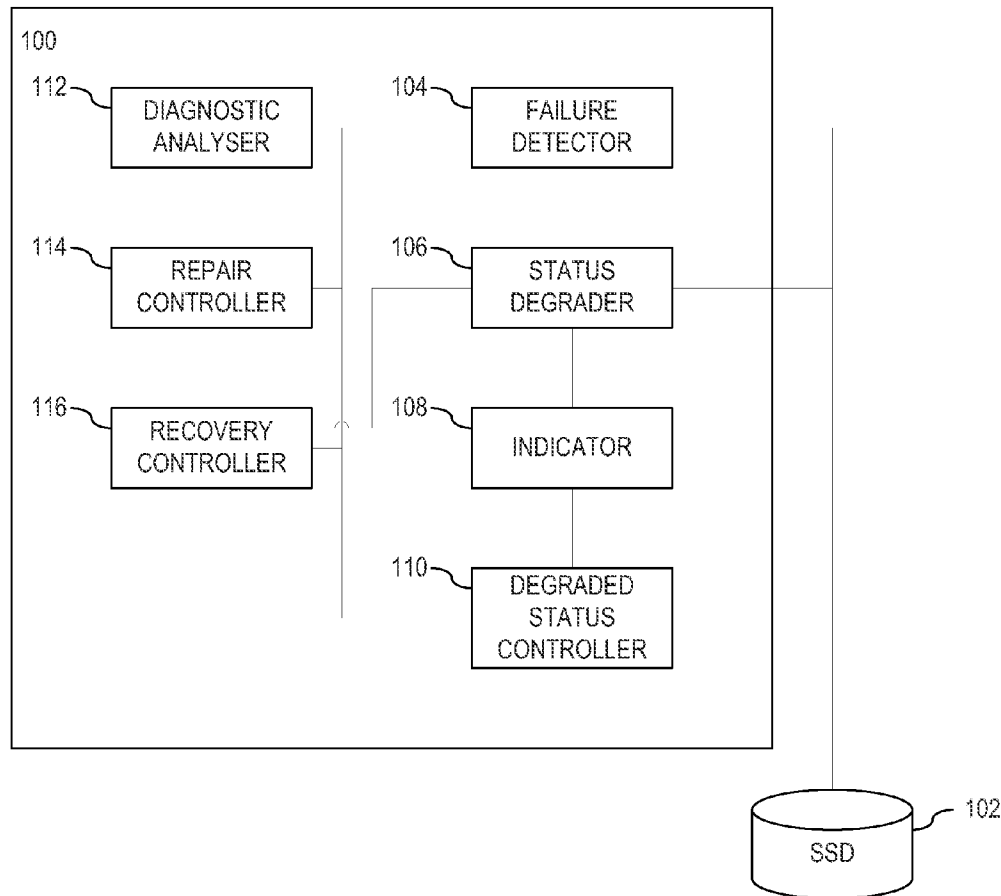 100
112
DIAGNOSTIC
ANALYSER
104
FAILURE
DETECTOR
114
REPAIR
CONTROLLER
106
STATUS
DEGRADER
116
RECOVERY
CONTROLLER
108
INDICATOR
110
DEGRADED
STATUS
CONTROLLER
102
SSD